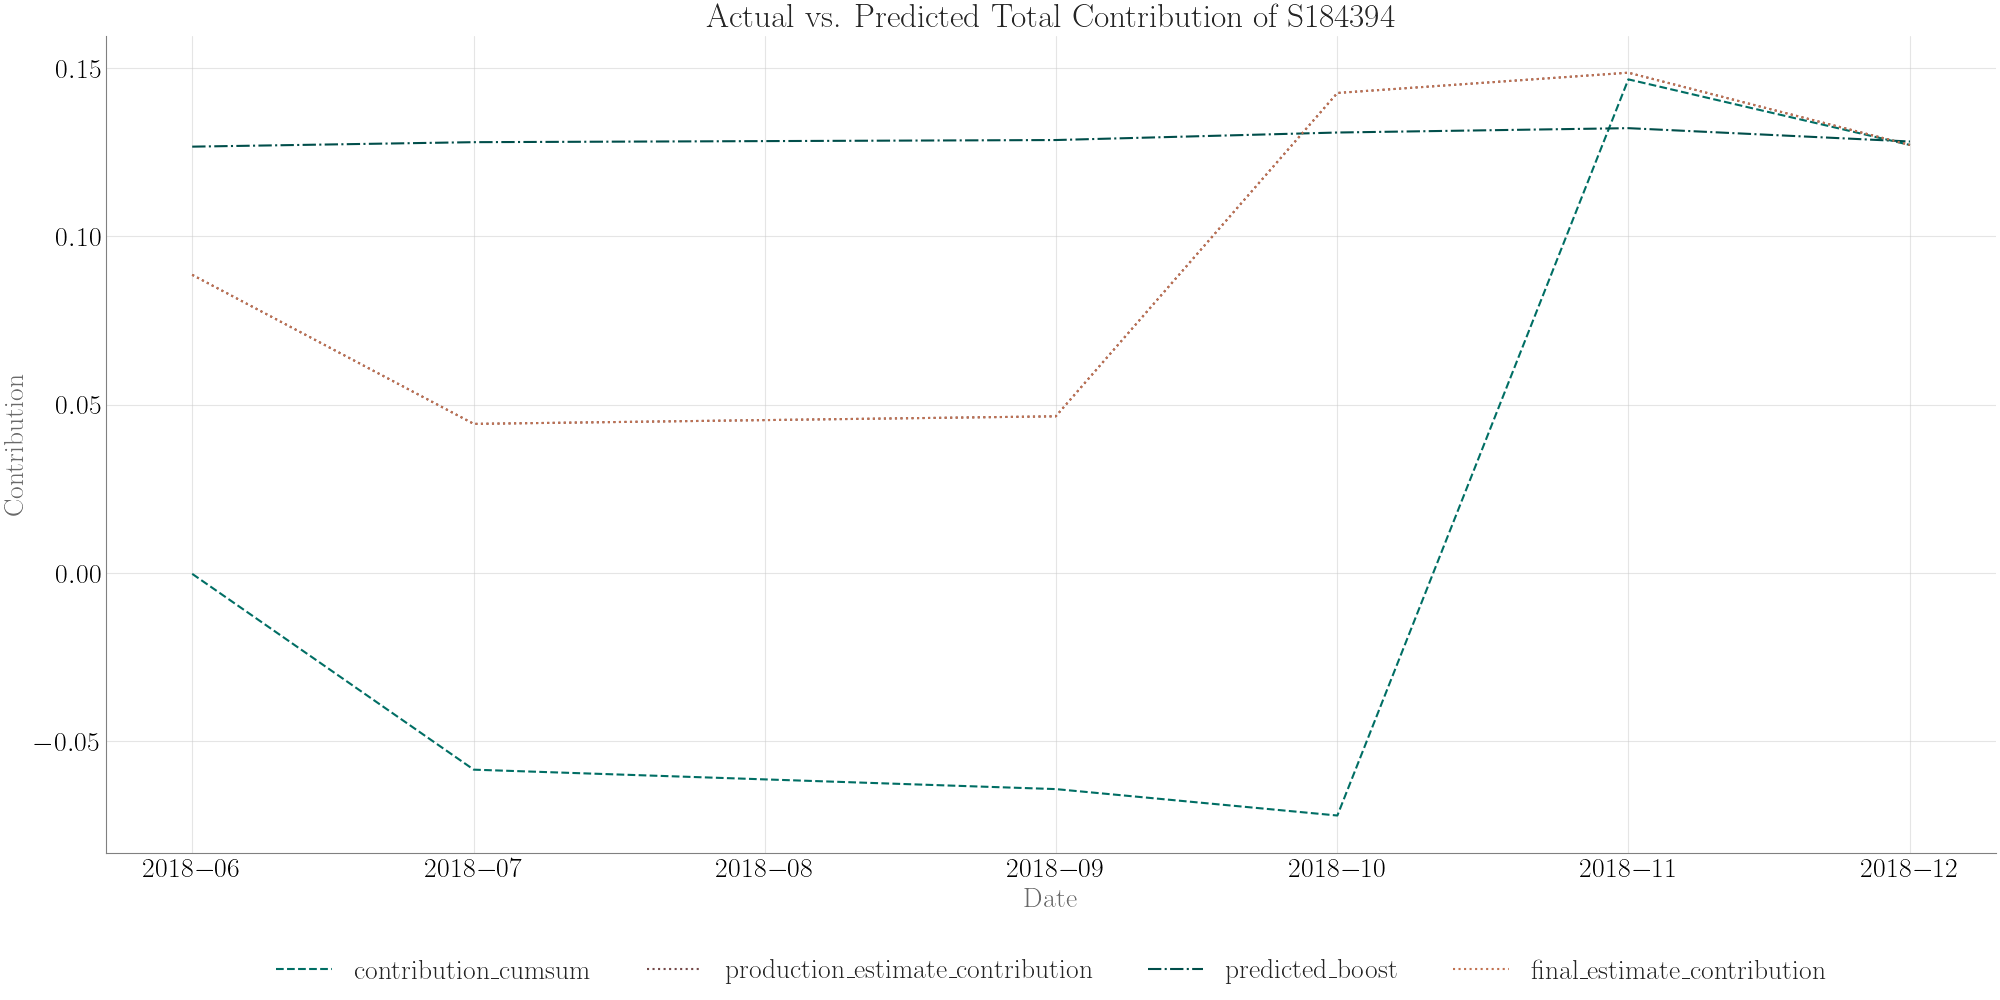 Actual vs. Predicted Total Contribution of S184394
0.15
0.10
0.05
0.00
−0.05
Contribution
2018−06 2018−07 2018−08 2018−09 2018−10 2018−11 2018−12
Date
contribution_cumsum production_estimate_contribution predicted_boost final_estimate_contribution